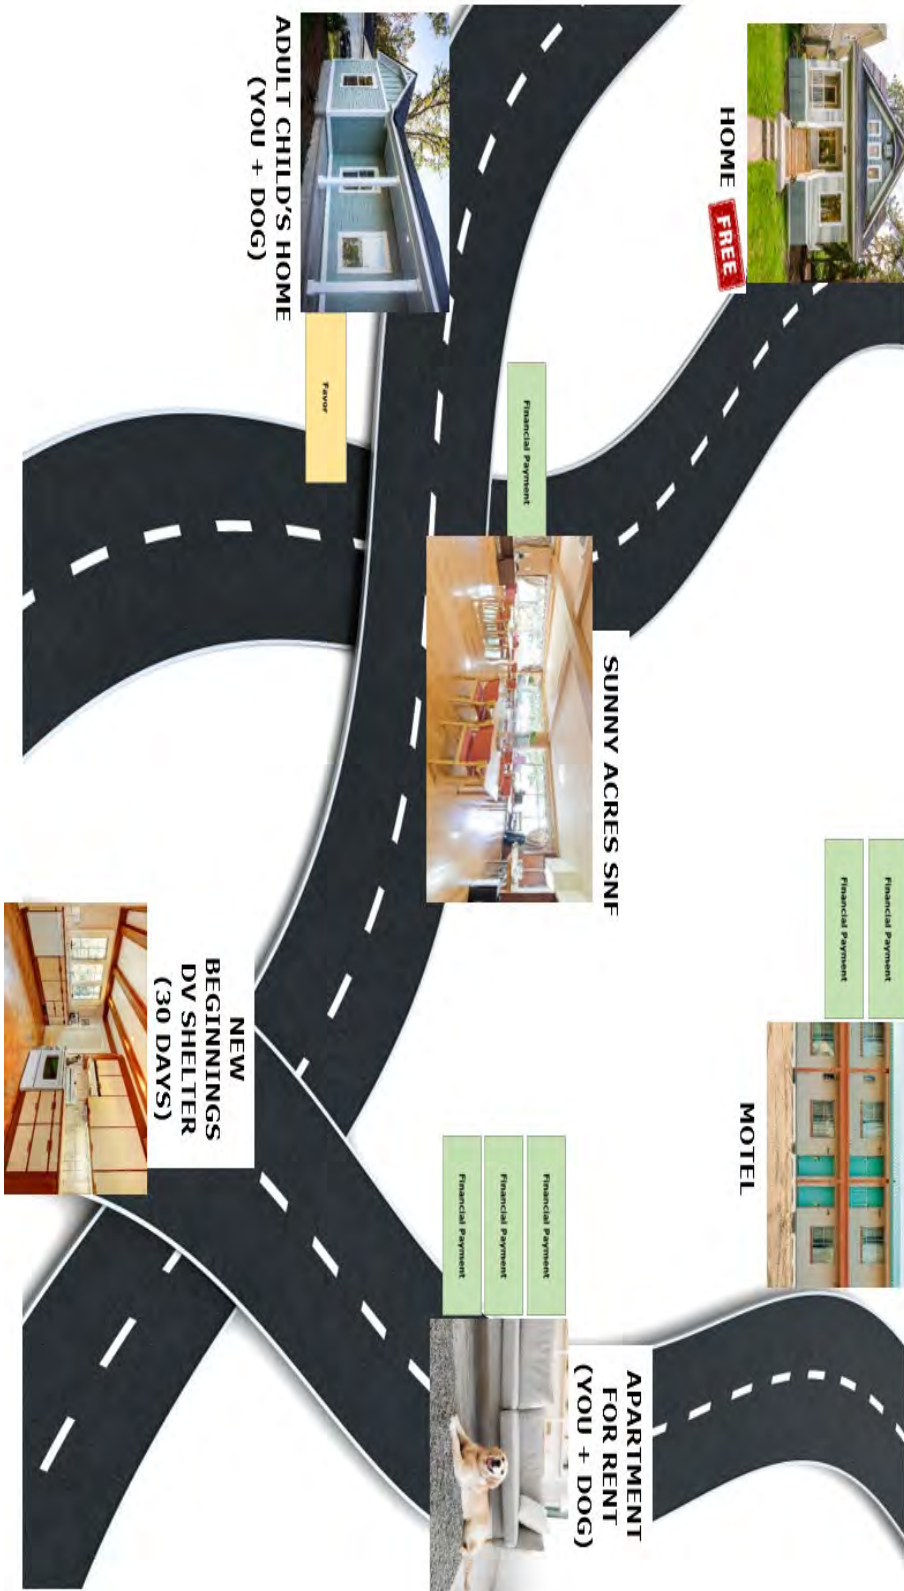 HOME
FREE
ADULT CHILD'S HOME
(YOU + DOG)
Favor
Financial Payment
SUNNY ACRES SNF
Financial Payment
Financial Payment
MOTEL
NEW
BEGINNINGS
DV SHELTER
(30 DAYS)
Financial Payment
Financial Payment
Financial Payment
APARTMENT
FOR RENT
(YOU + DOG)